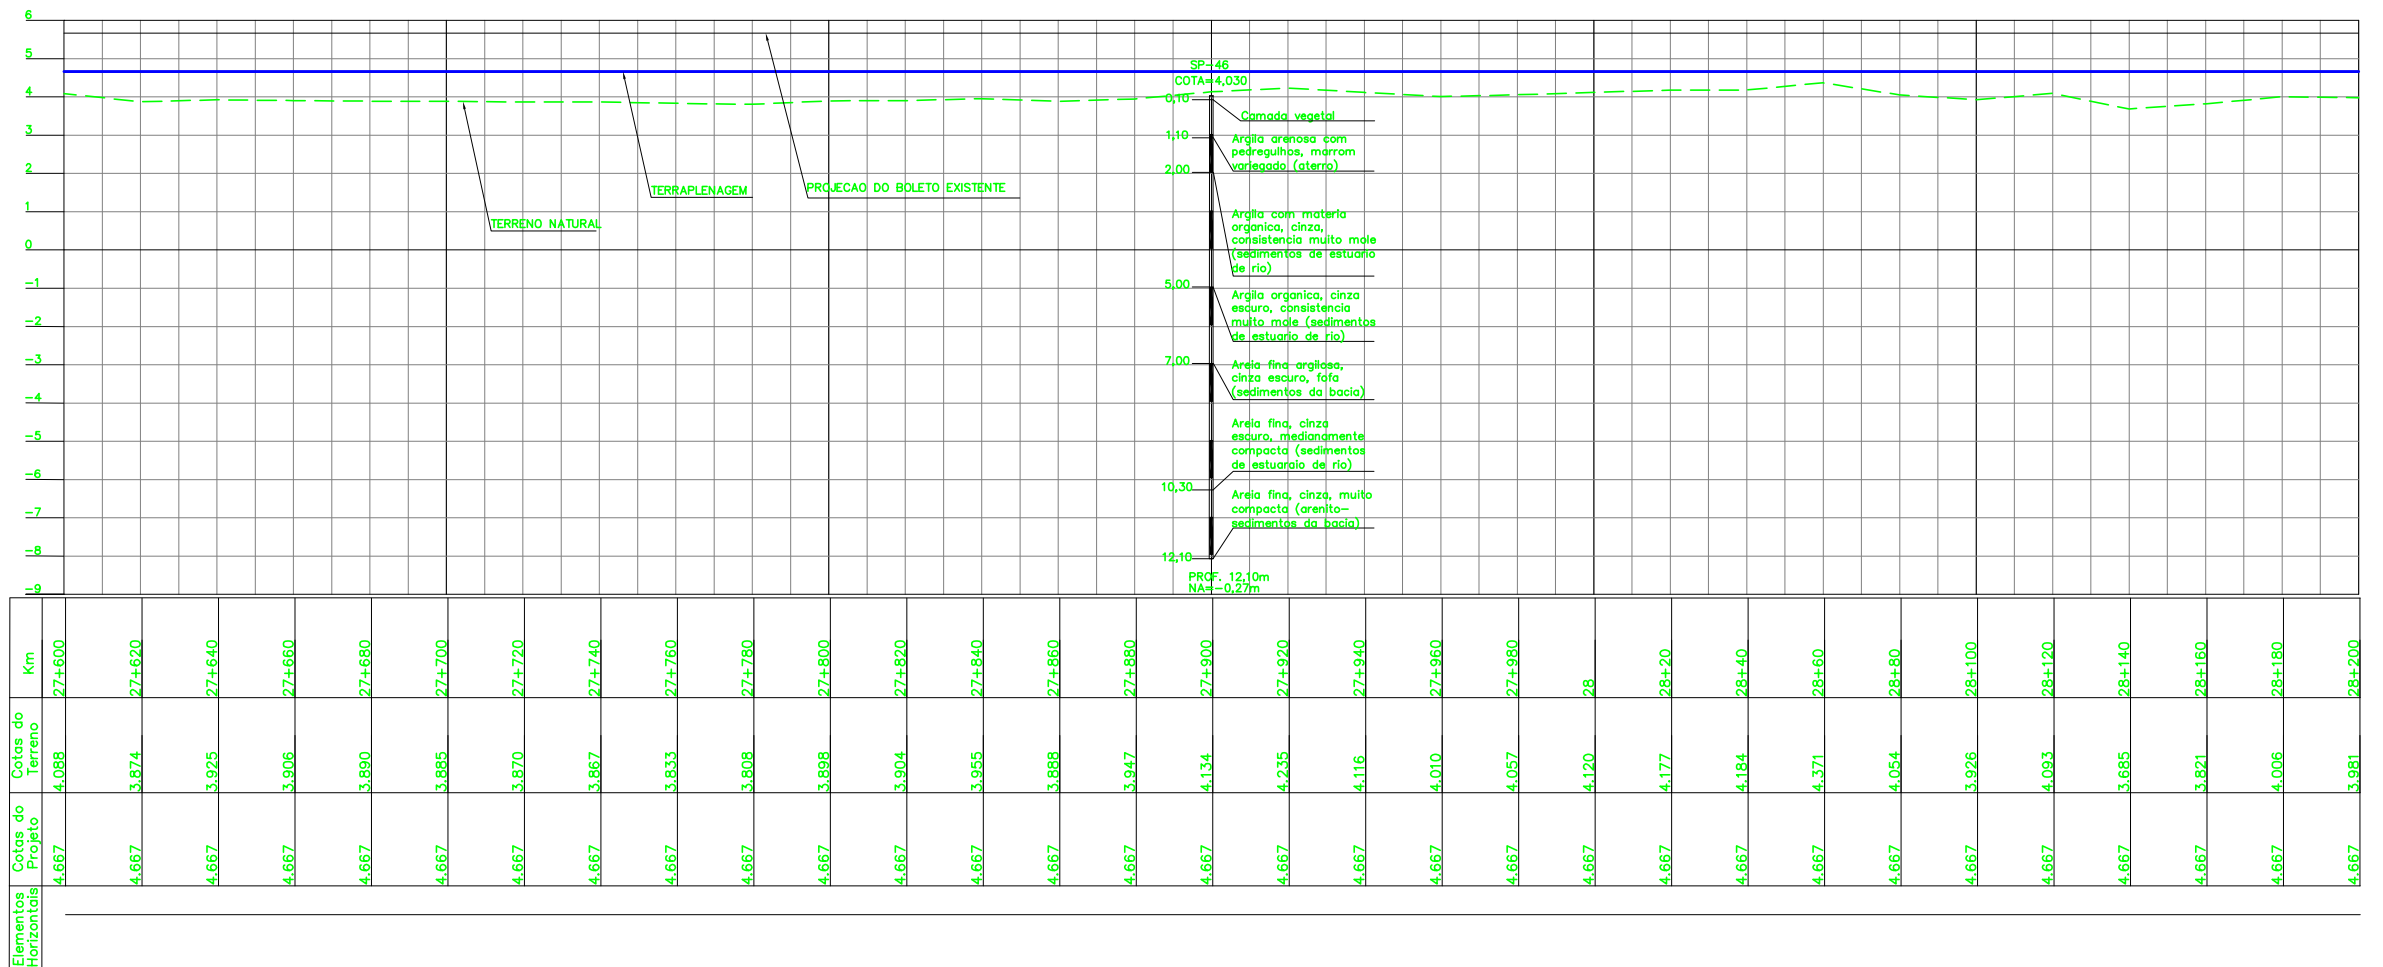 6
5
4
3
2
1
0
-1
-2
-3
-4
-5
-6
-7
-8
-9
TERRENO NATURAL
TERRAPLENAGEM
PROJECAO DO BOLETO EXISTENTE
SP-46
COTA=4,030
0,10
Camada vegetal
1,10
Argila arenosa com
pedregulhos, marrom
variegado (aterro)
2,00
Argila com materia
organica, cinza,
consistencia muito mole
(sedimentos de estuario
de rio)
5,00
Argila organica, cinza
escuro, consistencia
muito mole (sedimentos
de estuario de rio)
7,00
Areia fina argilosa,
cinza escuro, fofa
(sedimentos da bacia)
Areia fina, cinza
escuro, medianamente
compacta (sedimentos
de estuaraio de rio)
10,30
Areia fina, cinza, muito
compacta (arenito-
sedimentos da bacia)
12,10
PROF. 12,10m
NA=-0,27m
Km
27+600 27+620 27+640 27+660 27+680 27+700 27+720 27+740 27+760 27+780 27+800 27+820 27+840 27+860 27+880 27+900 27+920 27+940 27+960 27+980 28 28+20 28+40 28+60 28+80 28+100 28+120 28+140 28+160 28+180 28+200
Cotas do
Terreno
4.088 3.874 3.925 3.906 3.890 3.885 3.870 3.867 3.833 3.808 3.898 3.904 3.955 3.888 3.947 4.134 4.235 4.116 4.010 4.057 4.120 4.177 4.184 4.371 4.054 3.926 4.093 3.685 3.821 4.006 3.981
Cotas do
Projeto
4.667 4.667 4.667 4.667 4.667 4.667 4.667 4.667 4.667 4.667 4.667 4.667 4.667 4.667 4.667 4.667 4.667 4.667 4.667 4.667 4.667 4.667 4.667 4.667 4.667 4.667 4.667 4.667 4.667 4.667 4.667
Elementos
Horizontais